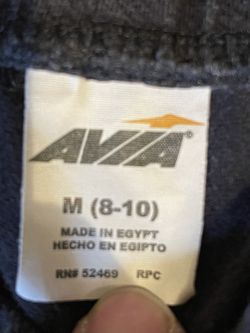 AVIA®
M (8-10)
MADE IN EGYPT
HECHO EN EGIPTO
RN# 52469 RPC